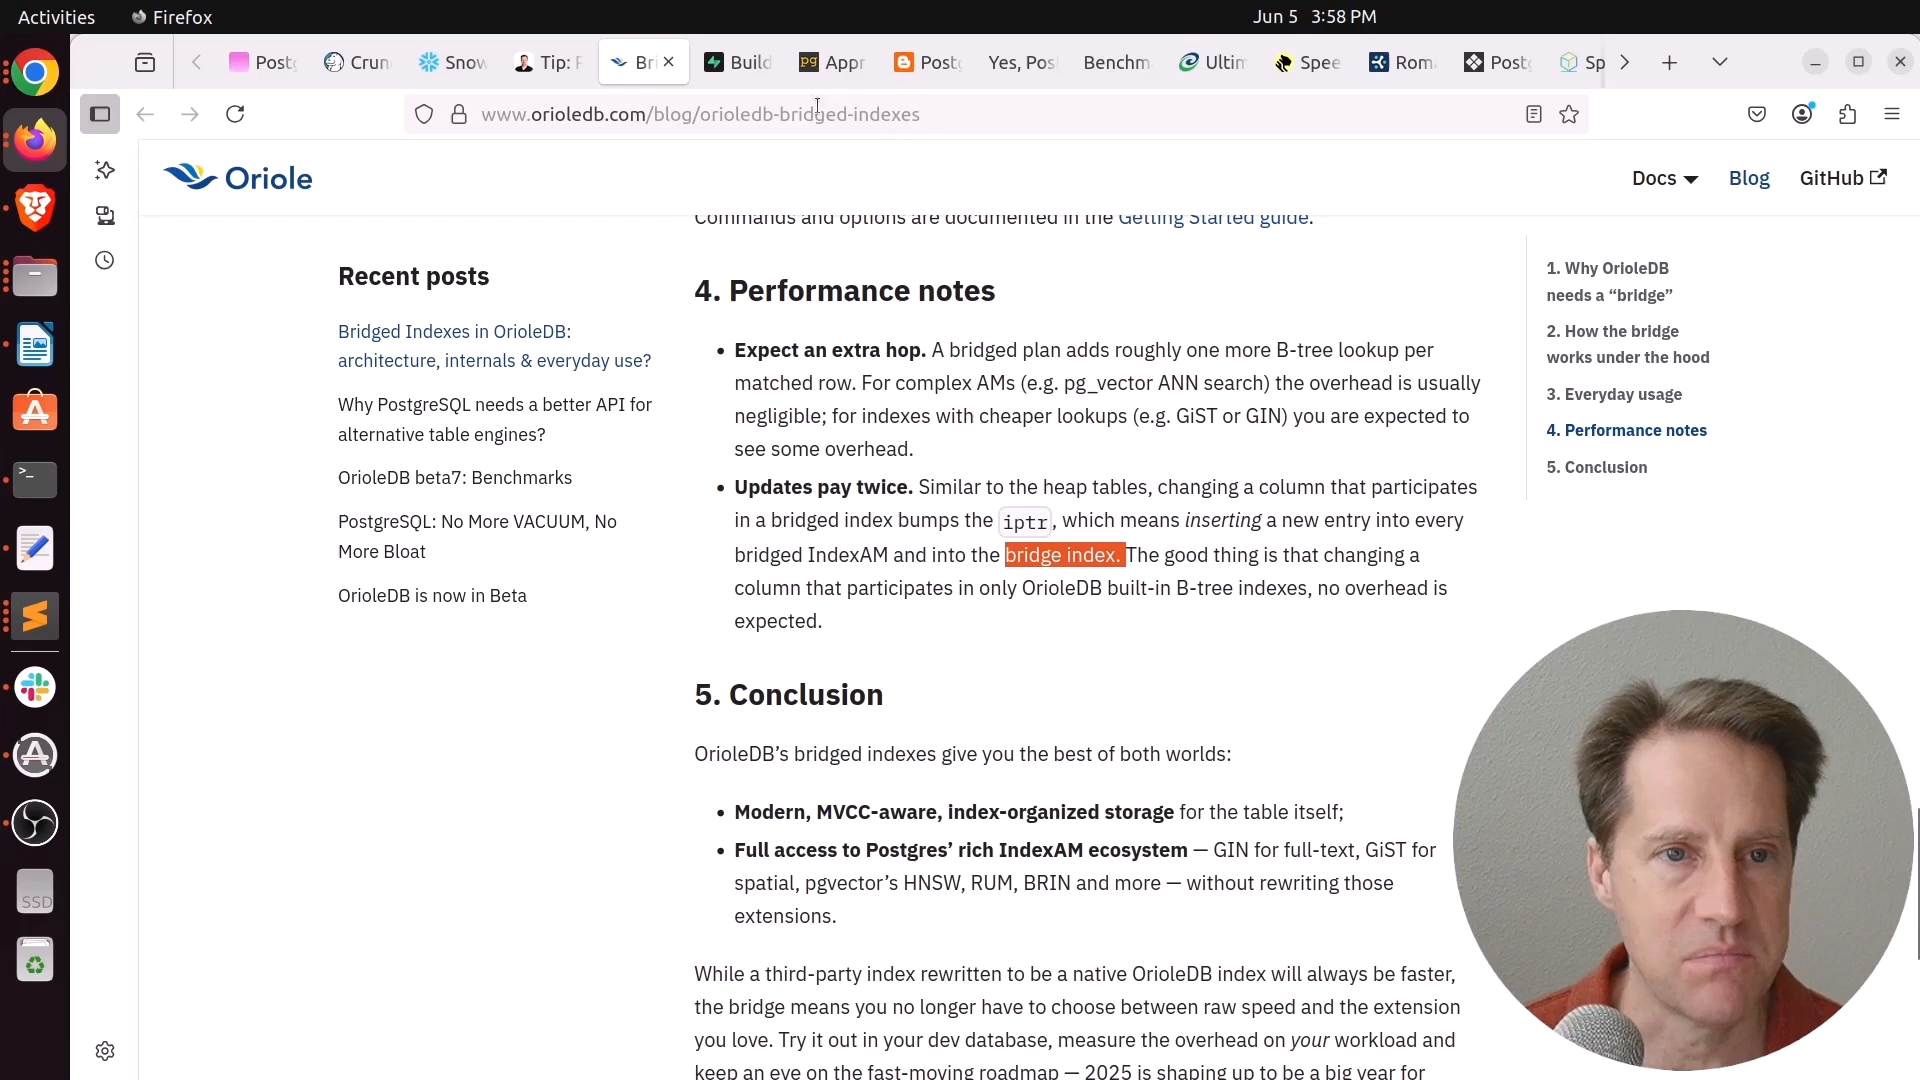 Activities
Firefox
Jun 5 3:58 PM
Postg
Crun
Snow
Tip: F
Bri
Build
Appr
Postg
Yes, Pos
Benchm
Ultim
Spee
Rom
Postg
Sp
www.orioledb.com/blog/orioledb-bridged-indexes
Oriole
Docs
Blog
GitHub
Commands and options are documented in the Getting Started guide.
Recent posts
Bridged Indexes in OrioleDB:
architecture, internals & everyday use?
Why PostgreSQL needs a better API for
alternative table engines?
OrioleDB beta7: Benchmarks
PostgreSQL: No More VACUUM, No
More Bloat
OrioleDB is now in Beta
4. Performance notes
• Expect an extra hop. A bridged plan adds roughly one more B-tree lookup per
matched row. For complex AMs (e.g. pg_vector ANN search) the overhead is usually
negligible; for indexes with cheaper lookups (e.g. GiST or GIN) you are expected to
see some overhead.
• Updates pay twice. Similar to the heap tables, changing a column that participates
in a bridged index bumps the iptr, which means inserting a new entry into every
bridged IndexAM and into the bridge index. The good thing is that changing a
column that participates in only OrioleDB built-in B-tree indexes, no overhead is
expected.
5. Conclusion
OrioleDB’s bridged indexes give you the best of both worlds:
• Modern, MVCC-aware, index-organized storage for the table itself;
• Full access to Postgres’ rich IndexAM ecosystem — GIN for full-text, GiST for
spatial, pgvector’s HNSW, RUM, BRIN and more — without rewriting those
extensions.
While a third-party index rewritten to be a native OrioleDB index will always be faster,
the bridge means you no longer have to choose between raw speed and the extension
you love. Try it out in your dev database, measure the overhead on your workload and
keep an eye on the fast-moving roadmap — 2025 is shaping up to be a big year for
1. Why OrioleDB
needs a “bridge”
2. How the bridge
works under the hood
3. Everyday usage
4. Performance notes
5. Conclusion
SSD